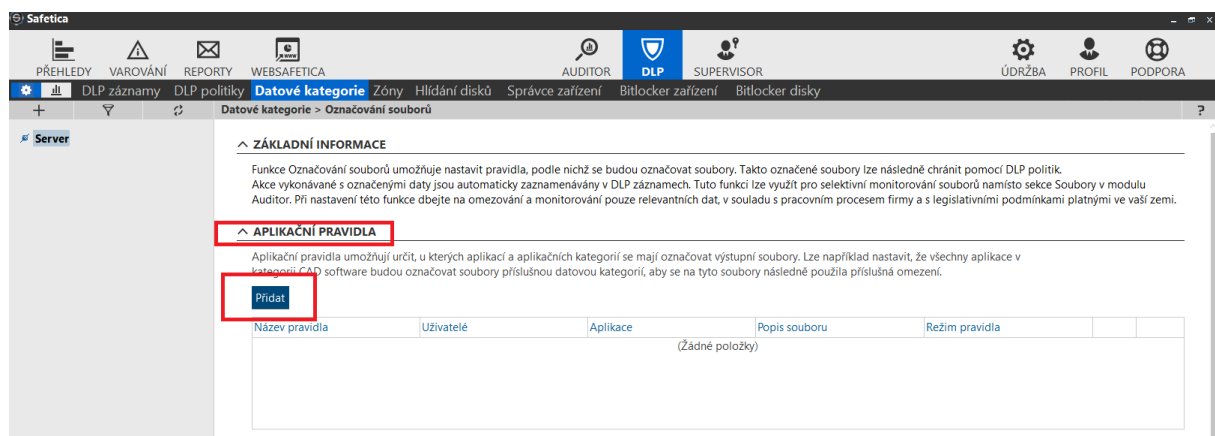 Safetica
PŘEHLEDY VAROVÁNÍ REPORTY WEBSAFETICA AUDITOR DLP SUPERVISOR ÚDRŽBA PROFIL PODPORA
DLP záznamy DLP politiky Datové kategorie Zóny Hlídání disků Správce zařízení Bitlocker zařízení Bitlocker disky
Datové kategorie > Označování souborů ?
Server
ZÁKLADNÍ INFORMACE
Funkce Označování souborů umožňuje nastavit pravidla, podle nichž se budou označovat soubory. Takto označené soubory lze následně chránit pomocí DLP politik.
Akce vykonávané s označenými daty jsou automaticky zaznamenávány v DLP záznamech. Tuto funkci lze využít pro selektivní monitorování souborů namísto sekce Soubory v modulu
Auditor. Při nastavení této funkce dbejte na omezování a monitorování pouze relevantních dat, v souladu s pracovním procesem firmy a s legislativními podmínkami platnými ve vaší zemi.
APLIKAČNÍ PRAVIDLA
Aplikační pravidla umožňují určit, u kterých aplikací a aplikačních kategorií se mají označovat výstupní soubory. Lze například nastavit, že všechny aplikace v
kategorii CAD software budou označovat soubory příslušnou datovou kategorií, aby se na tyto soubory následně použila příslušná omezení.
Přidat
Název pravidla Uživatelé Aplikace Popis souboru Režim pravidla
(Žádné položky)